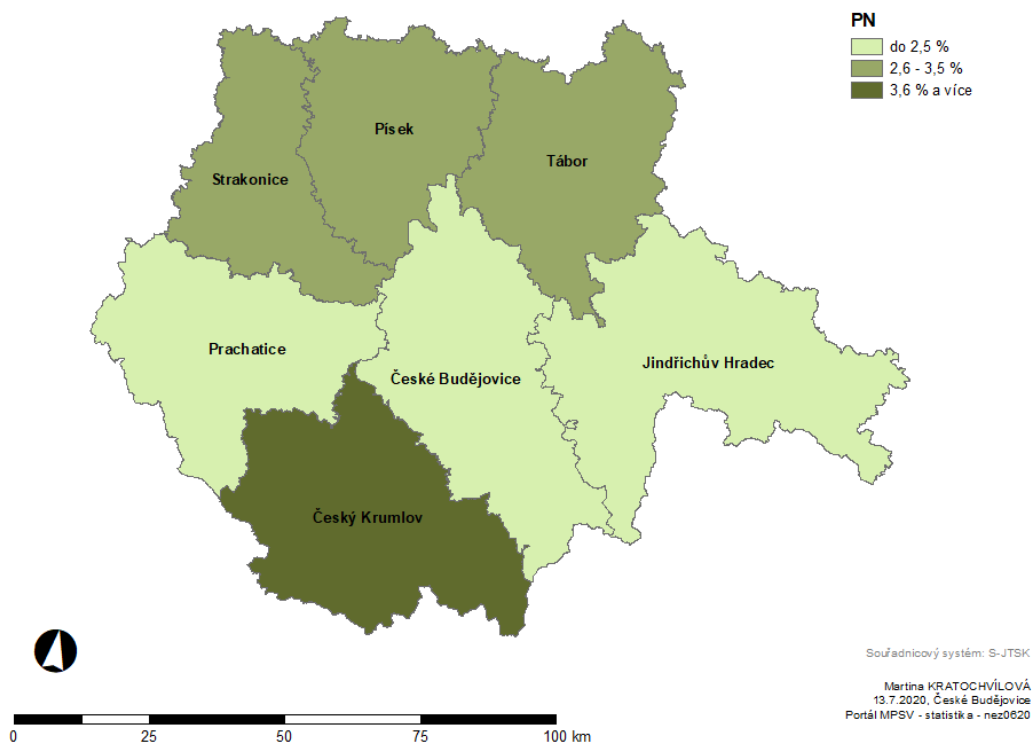 PN
do 2,5 %
2,6 - 3,5 %
3,6 % a více
Písek
Tábor
Strakonice
Prachatice
České Budějovice
Jindřichův Hradec
Český Krumlov
Souřadnicový systém: S-JTSK
Martina KRATOCHVÍLOVÁ
13.7.2020, České Budějovice
Portál MPSV - statistika - nez0620
0 25 50 75 100 km